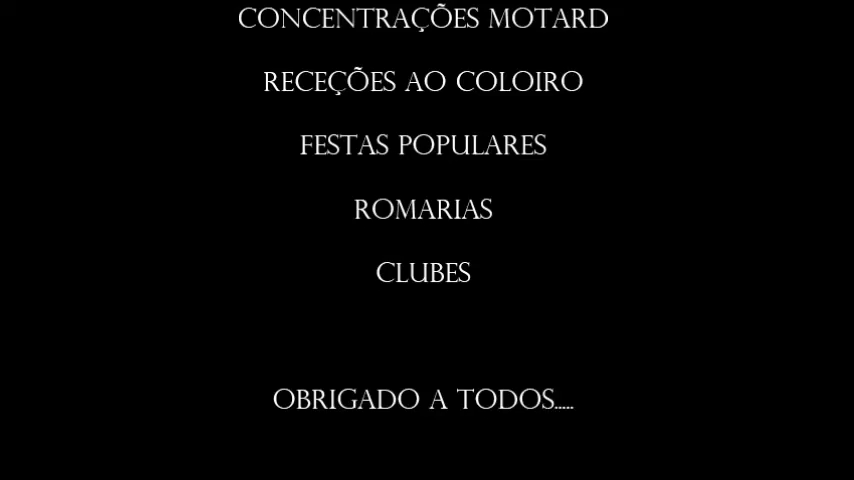 CONCENTRAÇÕES MOTARD
RECEÇÕES AO COLOIRO
FESTAS POPULARES
ROMARIAS
CLUBES
OBRIGADO A TODOS.....